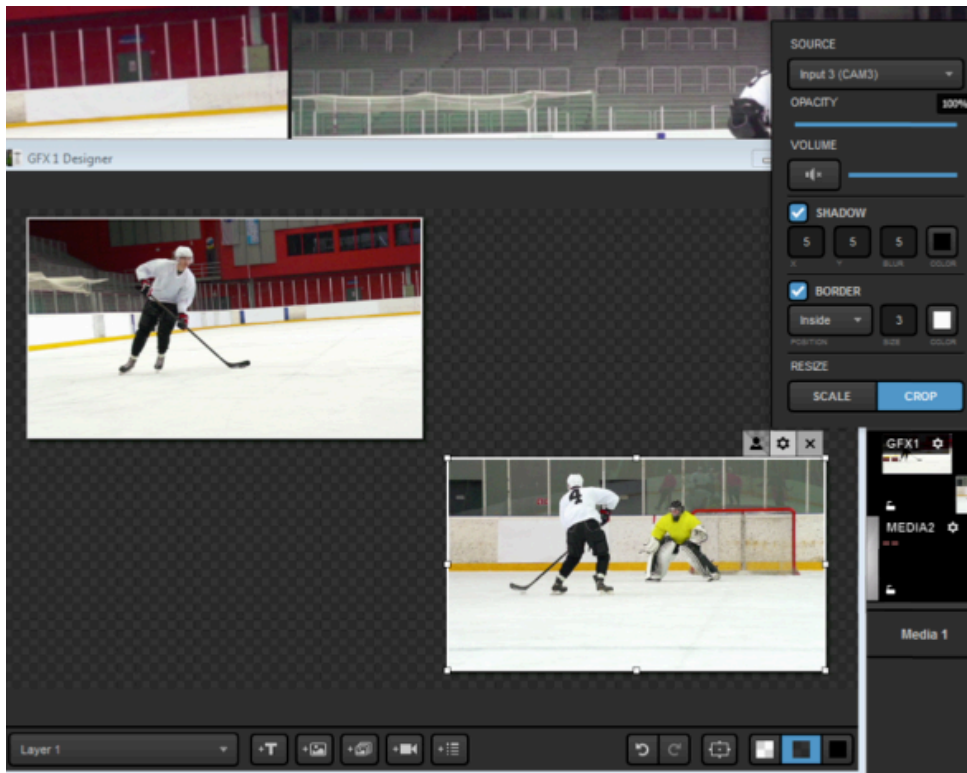 SOURCE
Input 3 (CAM3)
OPACITY
100%
VOLUME
GFX 1 Designer
SHADOW
5 5 5
X Y BLUR COLOR
BORDER
Inside 3
POSITION SIZE COLOR
RESIZE
SCALE CROP
GFX1
4
MEDIA2
Media 1
Layer 1
+T